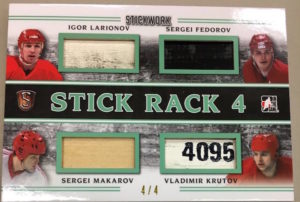 STICKWORK
IGOR LARIONOV
SERGEI FEDOROV
STICK RACK 4
SERGEI MAKAROV
4095
VLADIMIR KRUTOV
4/4